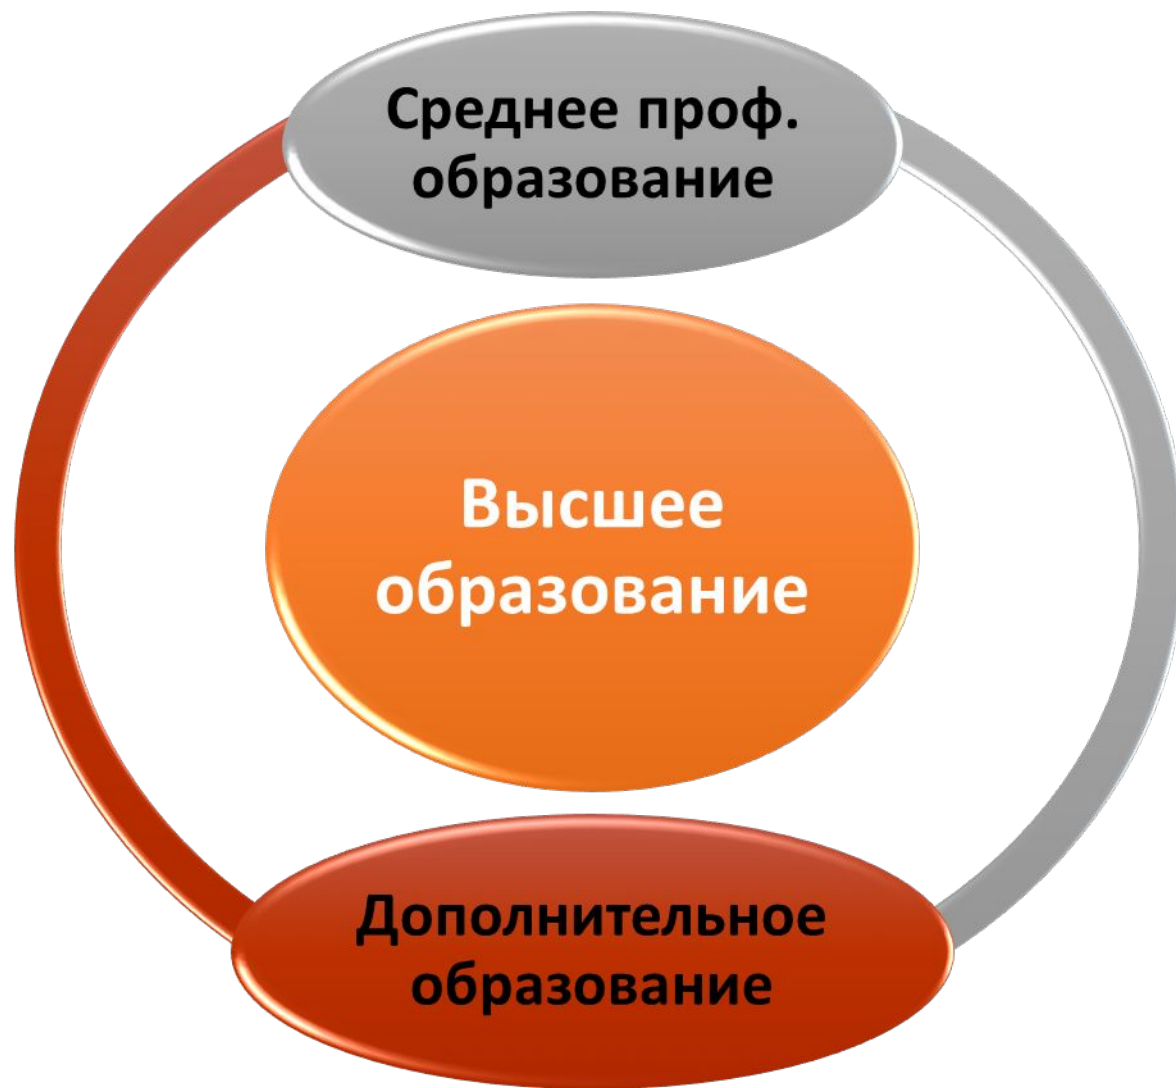 Среднее проф.
образование
Высшее
образование
Дополнительное
образование